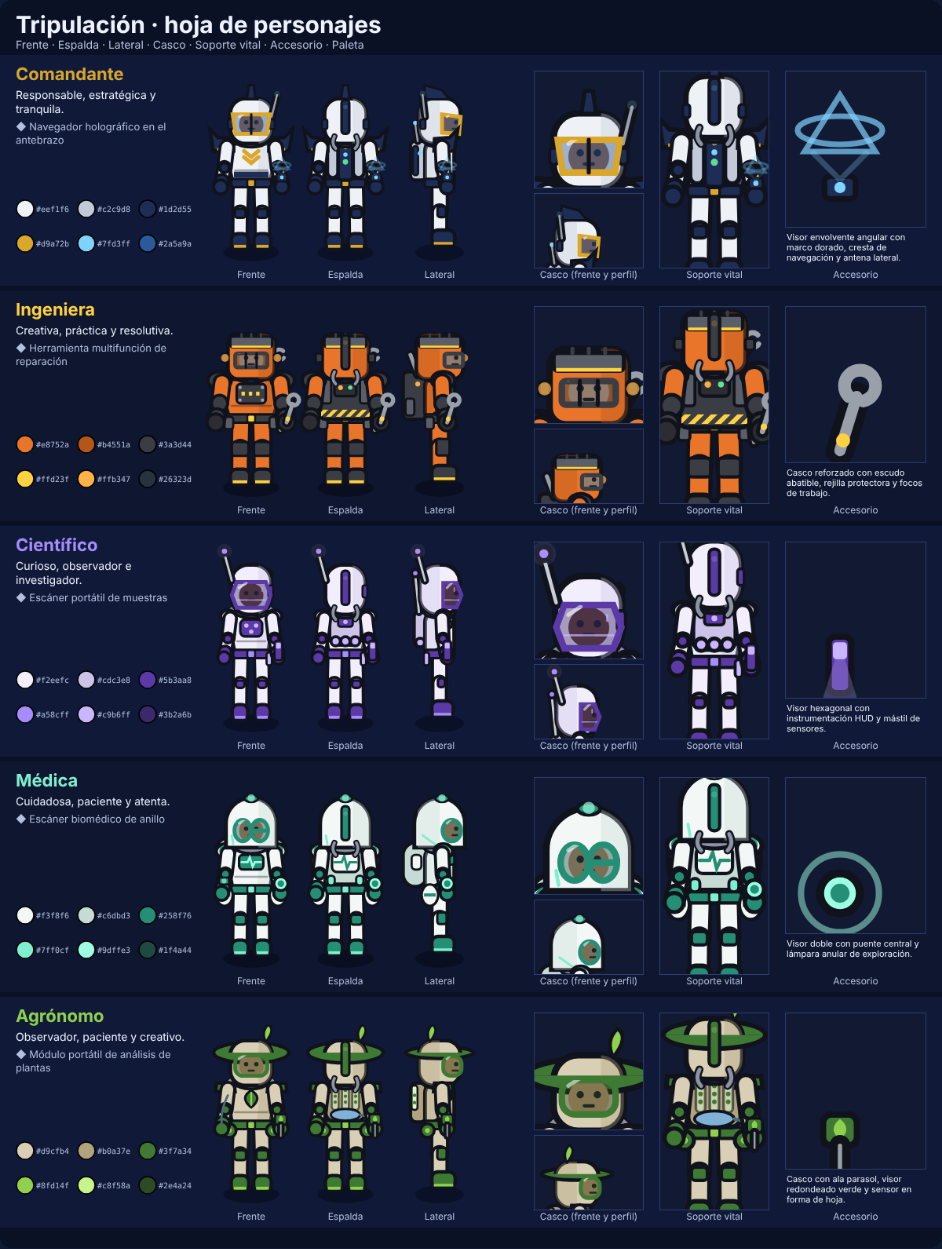 Tripulación · hoja de personajes
Frente · Espalda · Lateral · Casco · Soporte vital · Accesorio · Paleta
Comandante
Responsable, estratégica y
tranquila.
◆ Navegador holográfico en el
antebrazo
#eef1f6 #c2c9d8 #1d2d55
#d9a72b #7fd3ff #2a5a9a
Visor envolvente angular con
marco dorado, cresta de
navegación y antena lateral.
Frente Espalda Lateral Casco (frente y perfil) Soporte vital Accesorio
Ingeniera
Creativa, práctica y resolutiva.
◆ Herramienta multifunción de
reparación
#e8752a #b4551a #3a3d44
#ffd23f #ffb347 #26323d
Casco reforzado con escudo
abatible, rejilla protectora y focos
de trabajo.
Frente Espalda Lateral Casco (frente y perfil) Soporte vital Accesorio
Científico
Curioso, observador e
investigador.
◆ Escáner portátil de muestras
#f2eefc #cdc3e8 #5b3aa8
#a58cff #c9b6ff #3b2a6b
Visor hexagonal con
instrumentación HUD y mástil de
sensores.
Frente Espalda Lateral Casco (frente y perfil) Soporte vital Accesorio
Médica
Cuidadosa, paciente y atenta.
◆ Escáner biomédico de anillo
#f3f8f6 #c6dbd3 #258f76
#7ff0cf #9dffe3 #1f4a44
Visor doble con puente central y
lámpara anular de exploración.
Frente Espalda Lateral Casco (frente y perfil) Soporte vital Accesorio
Agrónomo
Observador, paciente y creativo.
◆ Módulo portátil de análisis de
plantas
#d9cfb4 #b0a37e #3f7a34
#8fd14f #c8f58a #2e4a24
Casco con ala parasol, visor
redondeado verde y sensor en
forma de hoja.
Frente Espalda Lateral Casco (frente y perfil) Soporte vital Accesorio